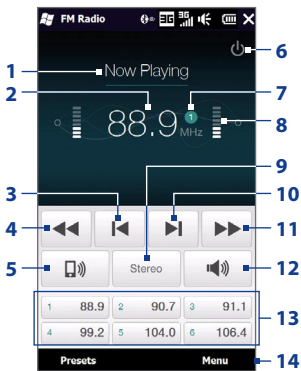 FM Radio
3G 3G
6
1 Now Playing
2 7
88.9 MHz 1
8
9
3 10
4 11
5 Stereo 12
1 88.9 2 90.7 3 91.1
13
4 99.2 5 104.0 6 106.4
Presets Menu 14